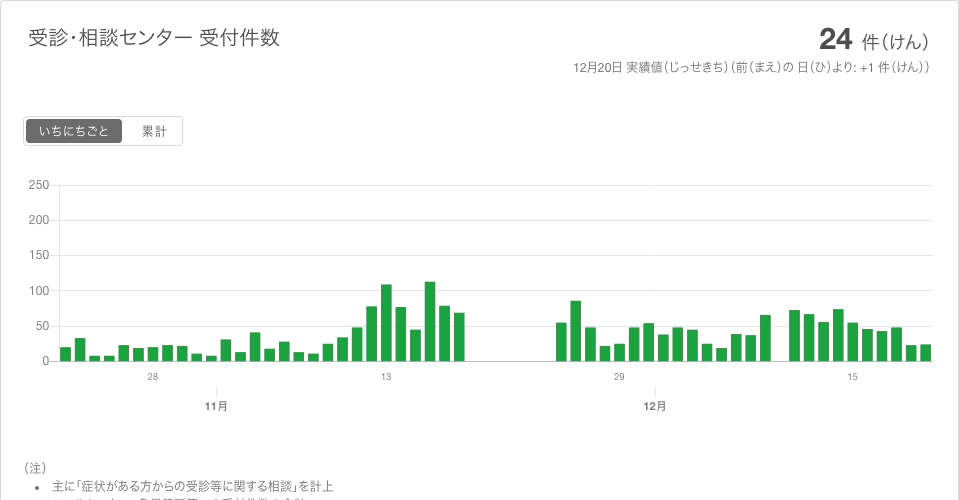 受診・相談センター 受付件数
24 件（けん）
12月20日 実績値（じっせきち）（前（まえ）の 日（ひ）より: +1 件（けん））
いちにちごと 累計
250
200
150
100
50
0
28 13 29 15
11月 12月
（注）
• 主に「症状がある方からの受診等に関する相談」を計上